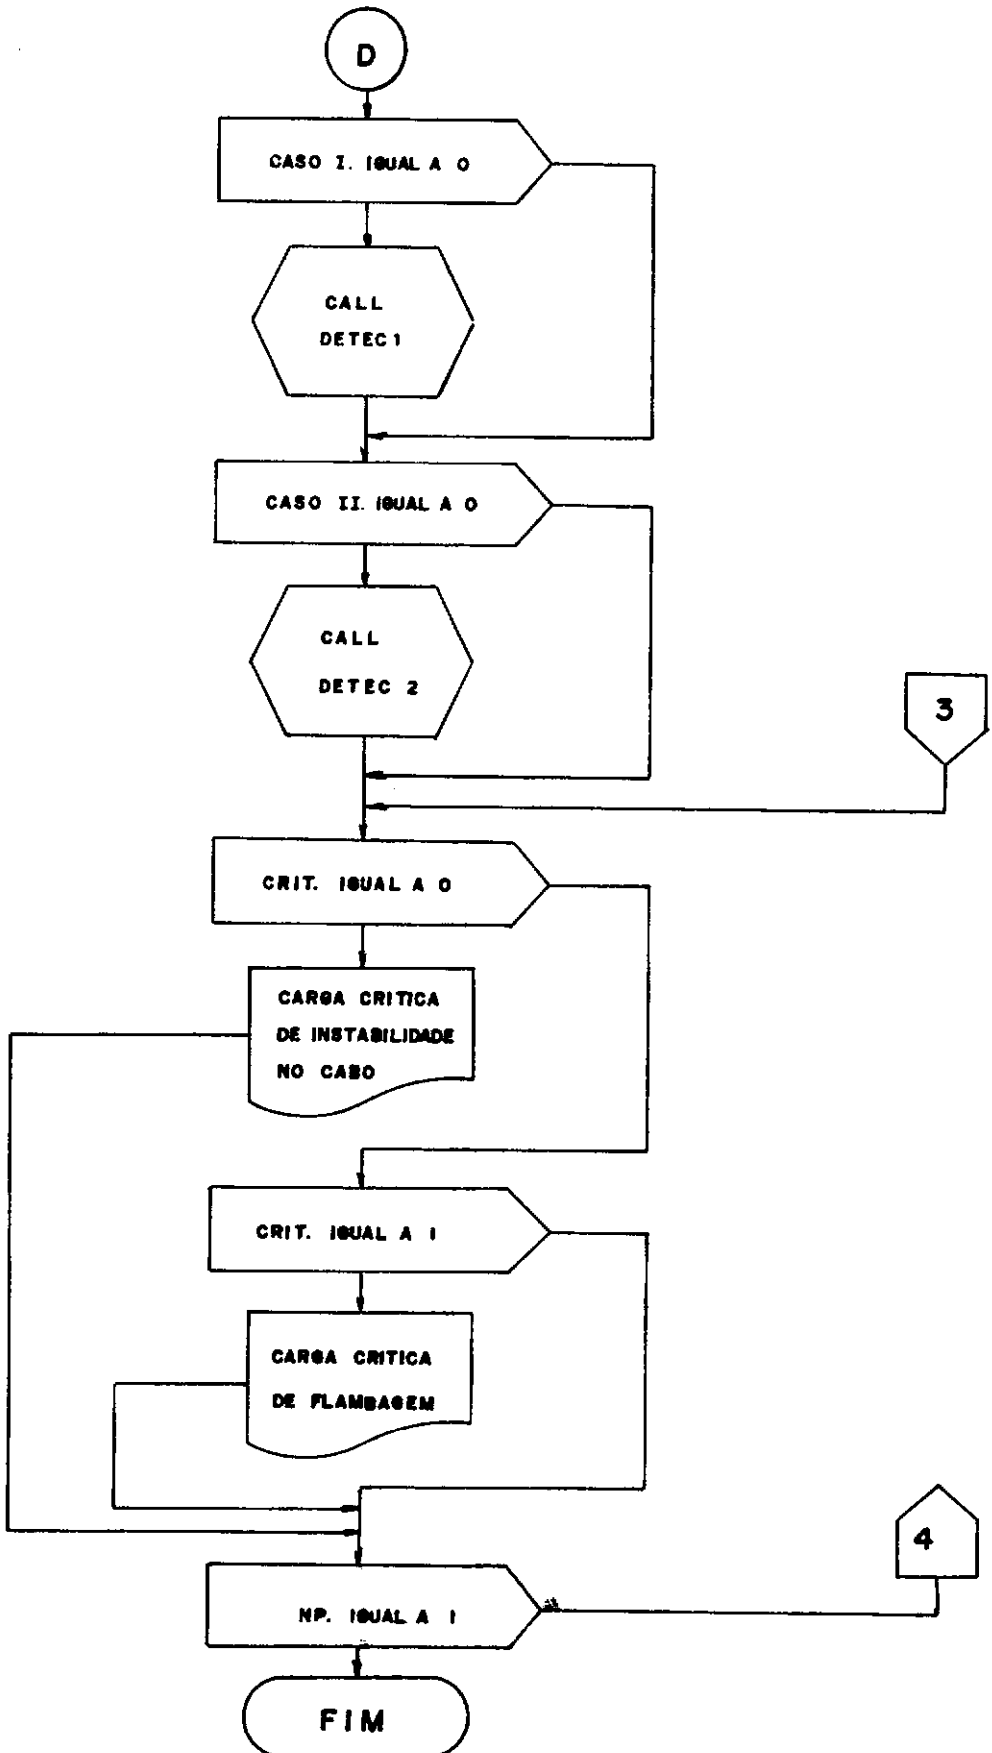 D
CASO I. IGUAL A 0
CALL
DETEC 1
CASO II. IGUAL A 0
CALL
DETEC 2
3
CRIT. IGUAL A 0
CARGA CRITICA
DE INSTABILIDADE
NO CASO
CRIT. IGUAL A 1
CARGA CRITICA
DE FLAMBAGEM
4
NP. IGUAL A 1
FIM